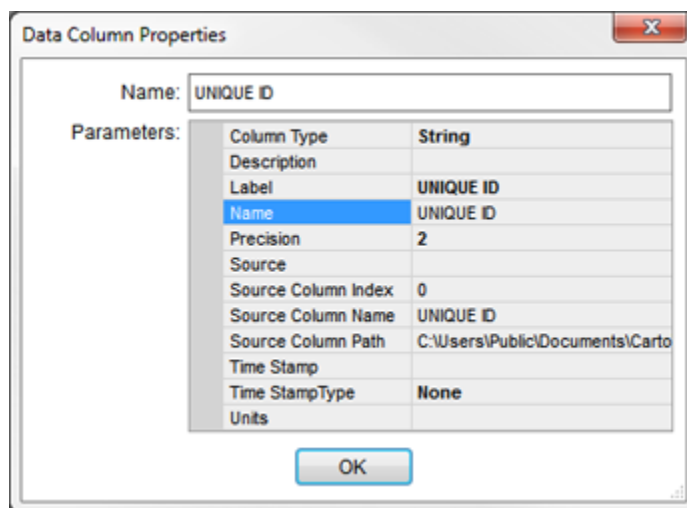 Data Column Properties
Name: UNIQUE ID
Parameters:
Column Type String
Description
Label UNIQUE ID
Name UNIQUE ID
Precision 2
Source
Source Column Index 0
Source Column Name UNIQUE ID
Source Column Path C:\Users\Public\Documents\Carto
Time Stamp
Time StampType None
Units
OK